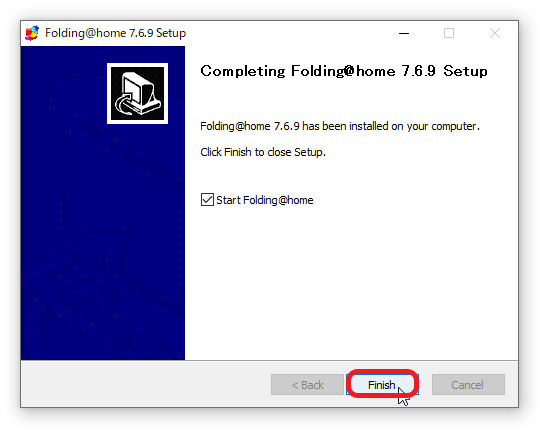 Folding@home 7.6.9 Setup
Completing Folding@home 7.6.9 Setup
Folding@home 7.6.9 has been installed on your computer.
Click Finish to close Setup.
Start Folding@home
< Back
Finish
Cancel